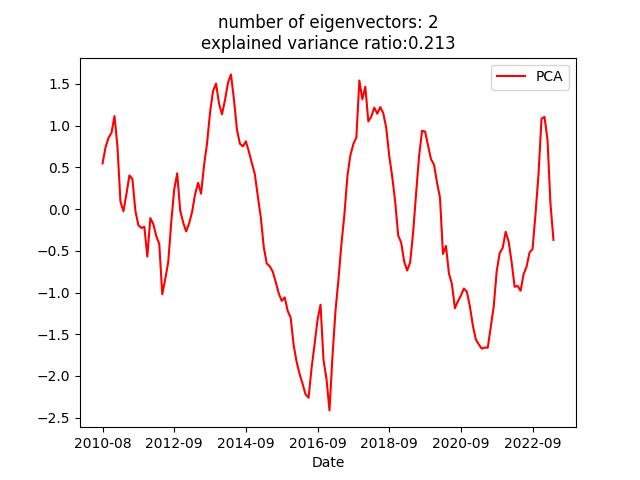 number of eigenvectors: 2
explained variance ratio:0.213
PCA
1.5
1.0
0.5
0.0
−0.5
−1.0
−1.5
−2.0
−2.5
2010-08 2012-09 2014-09 2016-09 2018-09 2020-09 2022-09
Date